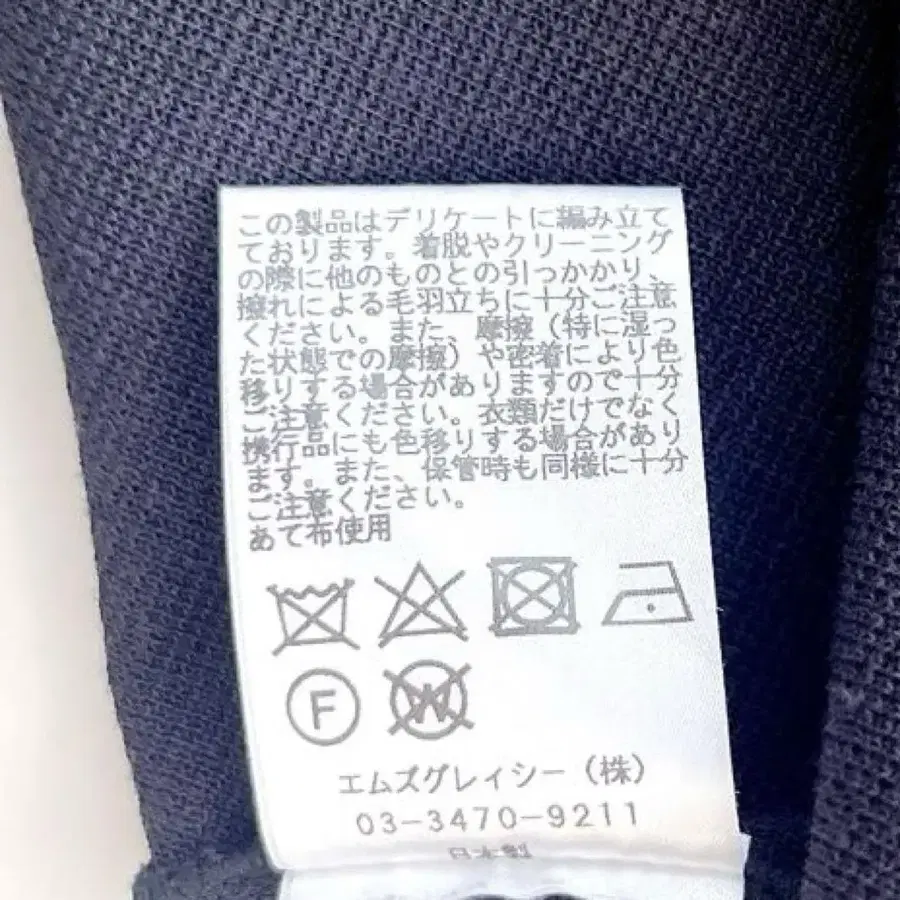 この製品はデリケートに編み立て
ております。着脱やクリーニング
の際に他のものとの引っかかり、
擦れによる毛羽立ちに十分ご注意
ください。また、摩擦（特に湿っ
た状態での摩擦）や密着により色
移りする場合がありますので十分
ご注意ください。衣類だけでなく
携行品にも色移りする場合があり
ます。また、保管時も同様に十分
ご注意ください。
あて布使用
F W
エムズグレイシー（株）
03-3470-9211
日本製